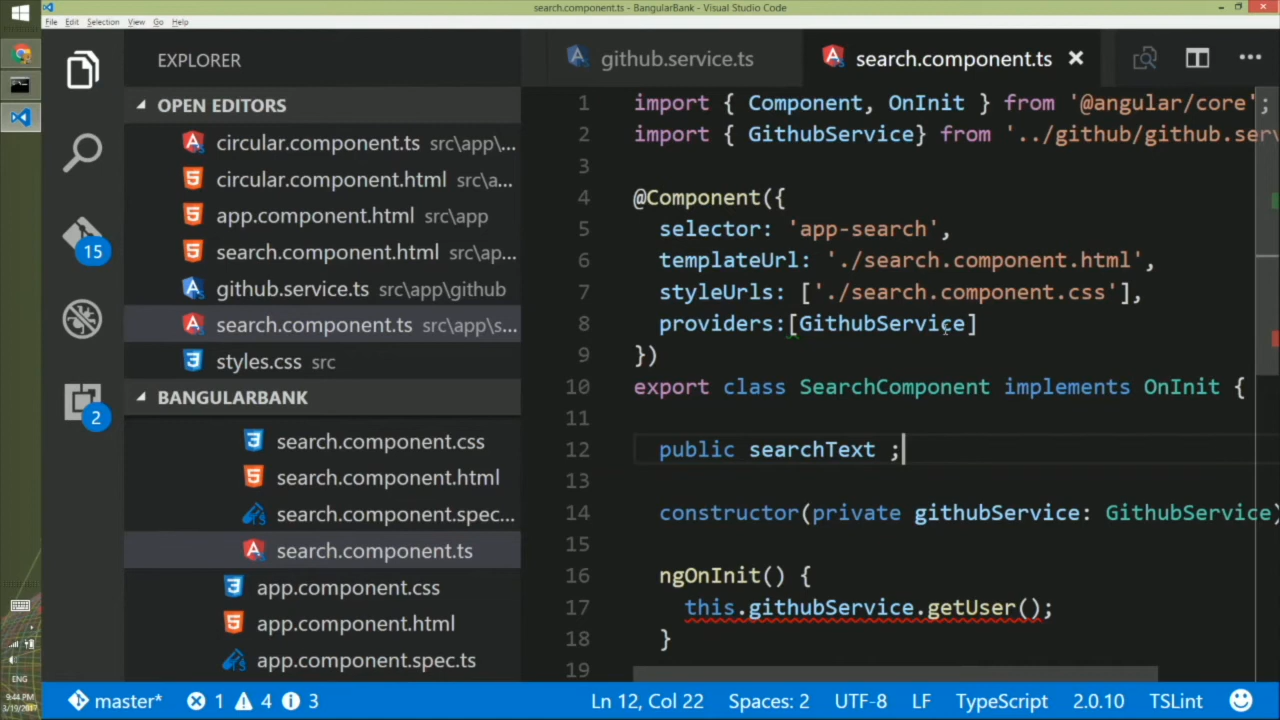 search.component.ts - BangularBank - Visual Studio Code
File Edit Selection View Go Help
EXPLORER
OPEN EDITORS
circular.component.ts src\app\...
circular.component.html src\a...
app.component.html src\app
search.component.html src\ap...
github.service.ts src\app\github
search.component.ts src\app\s...
styles.css src
BANGULARBANK
search.component.css
search.component.html
search.component.spec...
search.component.ts
app.component.css
app.component.html
app.component.spec.ts
15
2
github.service.ts
search.component.ts
1 import { Component, OnInit } from '@angular/core';
2 import { GithubService} from '../github/github.serv
3
4 @Component({
5 selector: 'app-search',
6 templateUrl: './search.component.html',
7 styleUrls: ['./search.component.css'],
8 providers:[GithubService]
9 })
10 export class SearchComponent implements OnInit {
11
12 public searchText ;
13
14 constructor(private githubService: GithubService)
15
16 ngOnInit() {
17 this.githubService.getUser();
18 }
19
master* 1 4 3 Ln 12, Col 22 Spaces: 2 UTF-8 LF TypeScript 2.0.10 TSLint
ENG
9:44 PM
3/19/2017